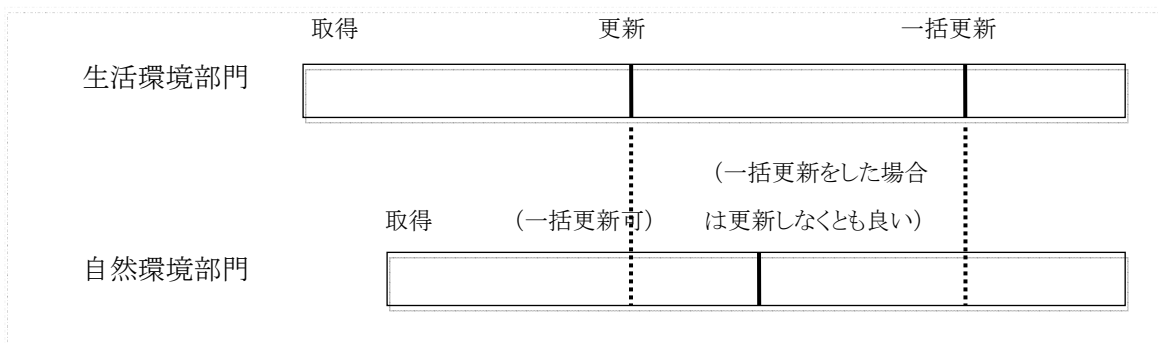 取得 更新 一括更新
生活環境部門
（一括更新をした場合
取得 （一括更新可） は更新しなくとも良い）
自然環境部門